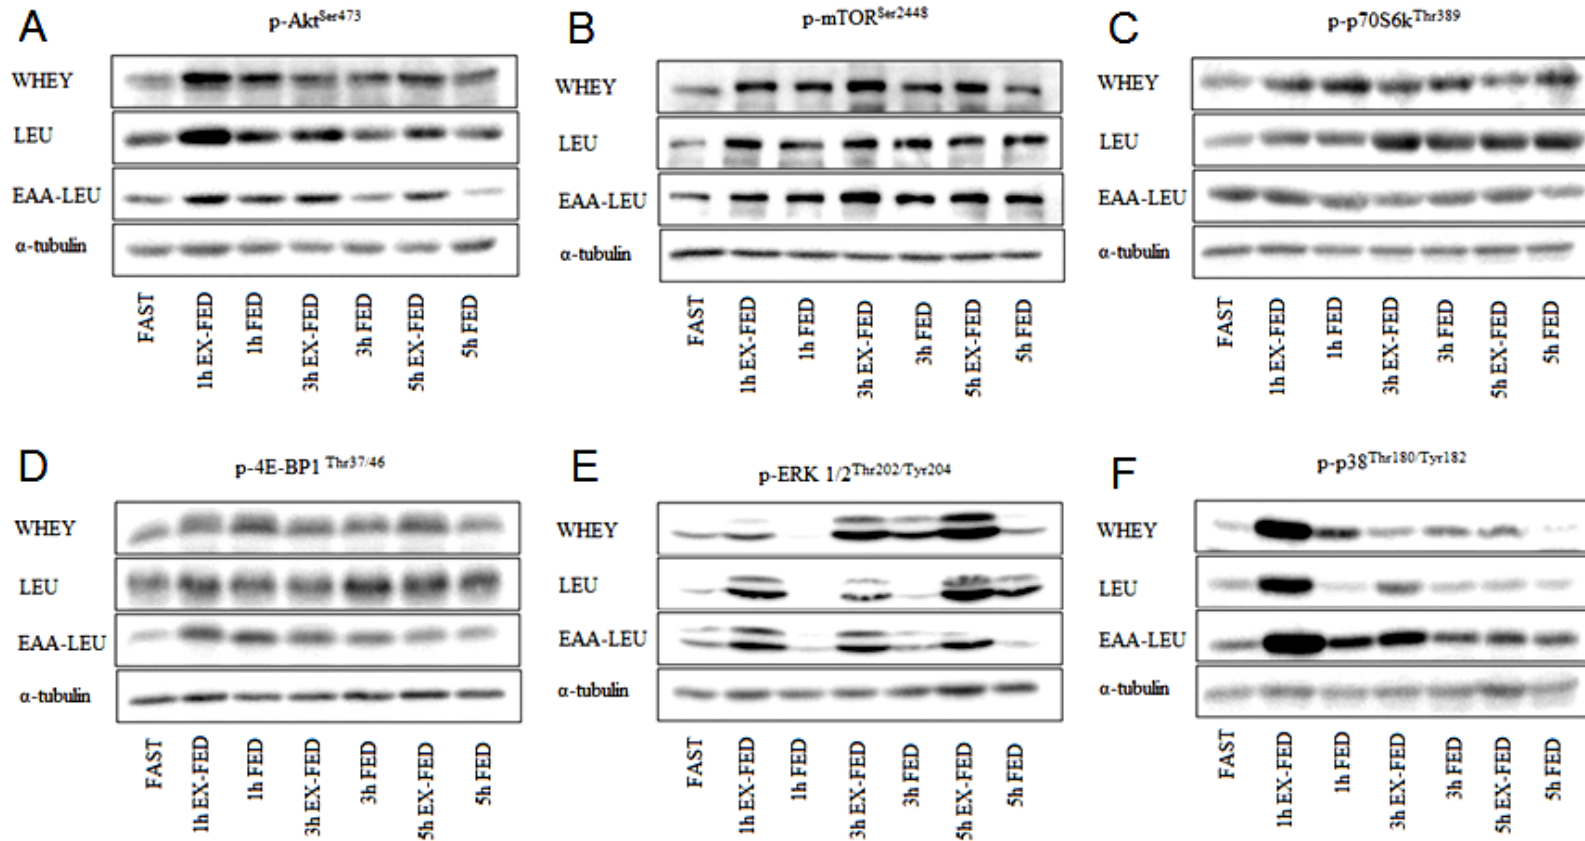 A
p-Akt^Ser473
WHEY
LEU
EAA-LEU
α-tubulin
FAST
1h EX-FED
1h FED
3h EX-FED
3h FED
5h EX-FED
5h FED
B
p-mTOR^Ser2448
WHEY
LEU
EAA-LEU
α-tubulin
FAST
1h EX-FED
1h FED
3h EX-FED
3h FED
5h EX-FED
5h FED
C
p-p70S6k^Thr389
WHEY
LEU
EAA-LEU
α-tubulin
FAST
1h EX-FED
1h FED
3h EX-FED
3h FED
5h EX-FED
5h FED
D
p-4E-BP1 ^Thr37/46
WHEY
LEU
EAA-LEU
α-tubulin
FAST
1h EX-FED
1h FED
3h EX-FED
3h FED
5h EX-FED
5h FED
E
p-ERK 1/2^Thr202/Tyr204
WHEY
LEU
EAA-LEU
α-tubulin
FAST
1h EX-FED
1h FED
3h EX-FED
3h FED
5h EX-FED
5h FED
F
p-p38^Thr180/Tyr182
WHEY
LEU
EAA-LEU
α-tubulin
FAST
1h EX-FED
1h FED
3h EX-FED
3h FED
5h EX-FED
5h FED